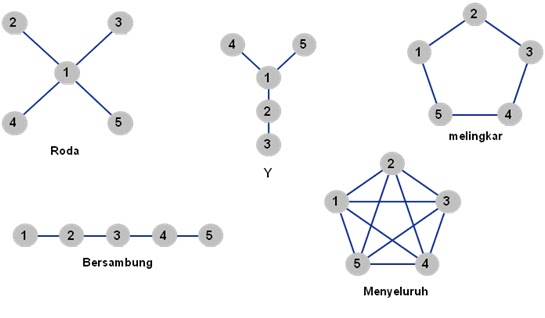 2 3
1
4 5
Roda
4 5
1
2
3
Y
2
1 3
5 4
melingkar
1 2 3 4 5
Bersambung
2
1 3
5 4
Menyeluruh